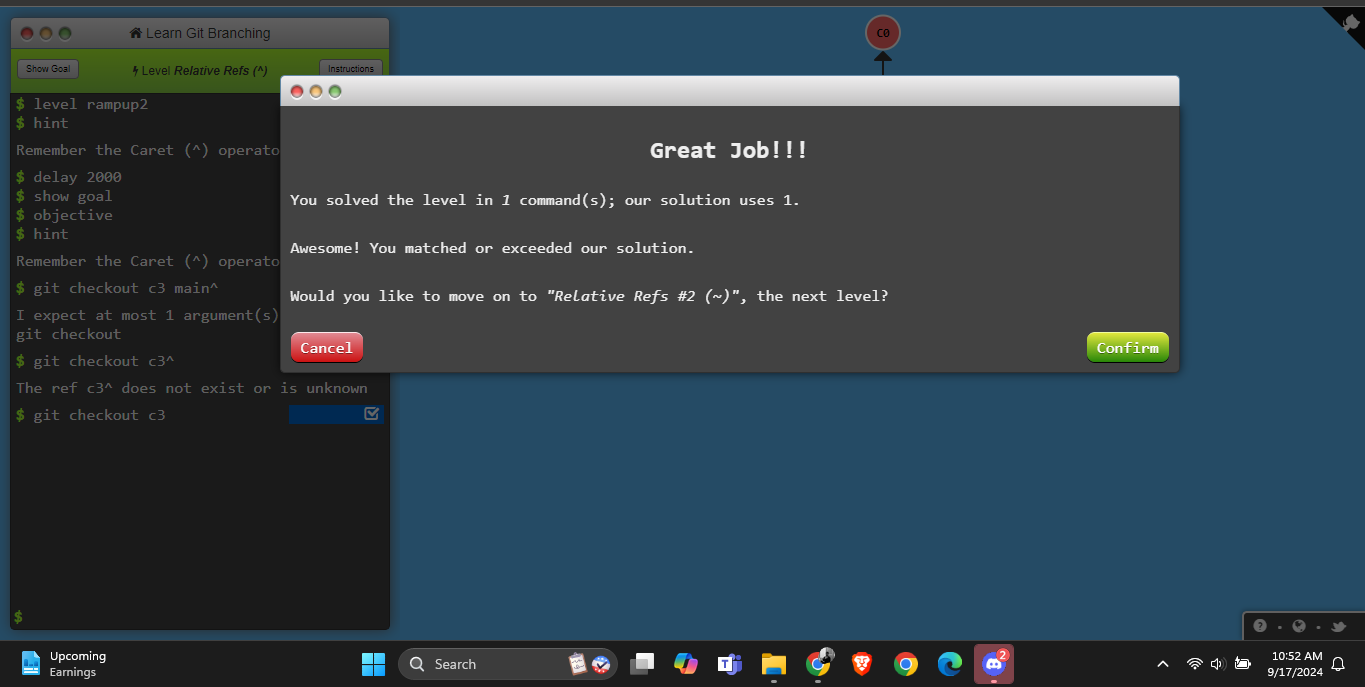 Learn Git Branching
Show Goal
Level Relative Refs (^)
Instructions
$ level rampup2
$ hint
Remember the Caret (^) operato
$ delay 2000
$ show goal
$ objective
$ hint
Remember the Caret (^) operato
$ git checkout c3 main^
I expect at most 1 argument(s)
git checkout
$ git checkout c3^
The ref c3^ does not exist or is unknown
$ git checkout c3
$
C0
Great Job!!!
You solved the level in 1 command(s); our solution uses 1.
Awesome! You matched or exceeded our solution.
Would you like to move on to "Relative Refs #2 (~)", the next level?
Cancel
Confirm
Upcoming
Earnings
Search
2
10:52 AM
9/17/2024